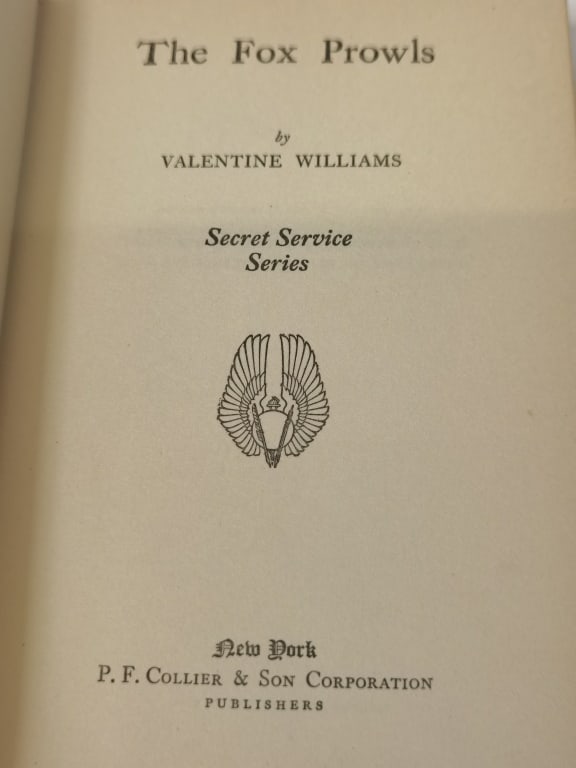 The Fox Prowls
by
VALENTINE WILLIAMS
Secret Service
Series
New York
P. F. COLLIER & SON CORPORATION
PUBLISHERS